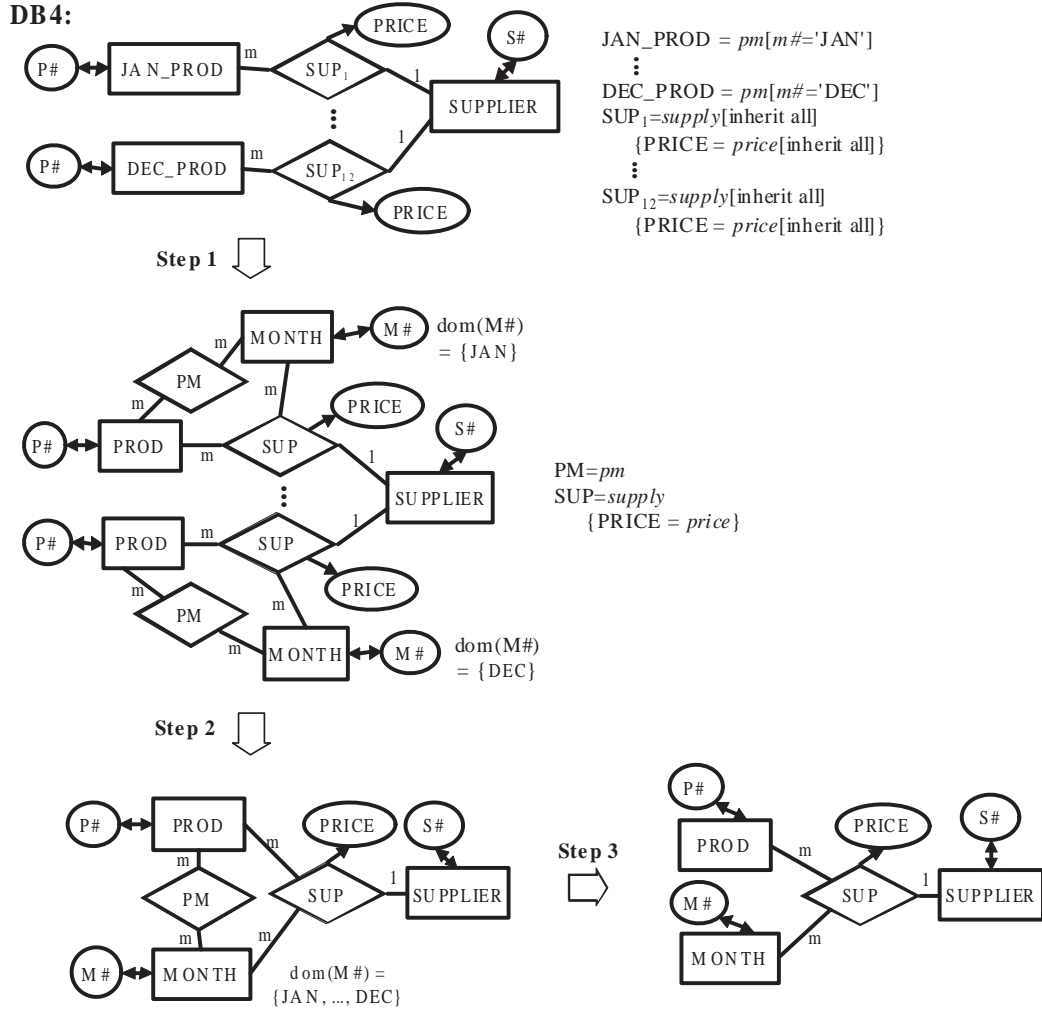 DB4:
PRICE
S#
P#
JAN_PROD
m
SUP1
1
SUPPLIER
⋮
P#
DEC_PROD
m
SUP12
1
PRICE
JAN_PROD = pm[m#='JAN']
⋮
DEC_PROD = pm[m#='DEC']
SUP1=supply[inherit all]
{PRICE = price[inherit all]}
⋮
SUP12=supply[inherit all]
{PRICE = price[inherit all]}
Step 1
MONTH
M#
dom(M#)
= {JAN}
m
PM
m
m
PRICE
S#
P#
PROD
m
SUP
1
SUPPLIER
⋮
P#
PROD
m
SUP
1
PRICE
m
PM
m
m
MONTH
M#
dom(M#)
= {DEC}
PM=pm
SUP=supply
{PRICE = price}
Step 2
P#
PROD
m
m
PRICE
S#
PM
SUP
1
SUPPLIER
m
m
M#
MONTH
dom(M#) =
{JAN, ..., DEC}
Step 3
P#
PROD
m
PRICE
S#
M#
SUP
1
SUPPLIER
MONTH
m